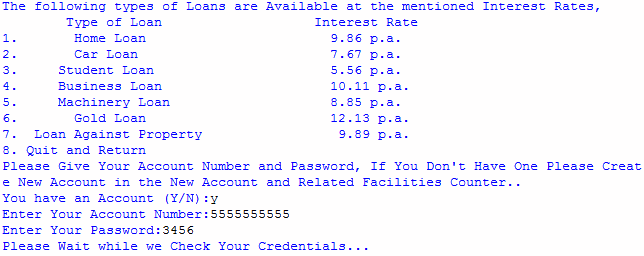 The following types of Loans are Available at the mentioned Interest Rates,
Type of Loan                    Interest Rate
1.       Home Loan                       9.86 p.a.
2.       Car Loan                        7.67 p.a.
3.     Student Loan                      5.56 p.a.
4.     Business Loan                     10.11 p.a.
5.     Machinery Loan                    8.85 p.a.
6.       Gold Loan                       12.13 p.a.
7.  Loan Against Property                 9.89 p.a.
8. Quit and Return
Please Give Your Account Number and Password, If You Don't Have One Please Creat
e New Account in the New Account and Related Facilities Counter..
You have an Account (Y/N):y
Enter Your Account Number:5555555555
Enter Your Password:3456
Please Wait while we Check Your Credentials...